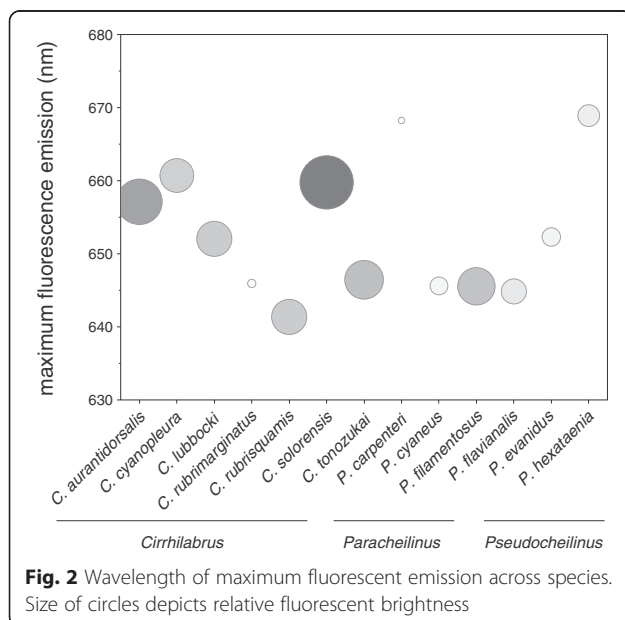 680
670
660
650
640
630
maximum fluorescence emission (nm)
C. aurantidorsalis
C. cyanopleura
C. lubbocki
C. rubrimarginatus
C. rubrisquamis
C. solorensis
C. tonozukai
P. carpenteri
P. cyaneus
P. filamentosus
P. flavianalis
P. evanidus
P. hexataenia
Cirrhilabrus
Paracheilinus
Pseudocheilinus
Fig. 2 Wavelength of maximum fluorescent emission across species.
Size of circles depicts relative fluorescent brightness